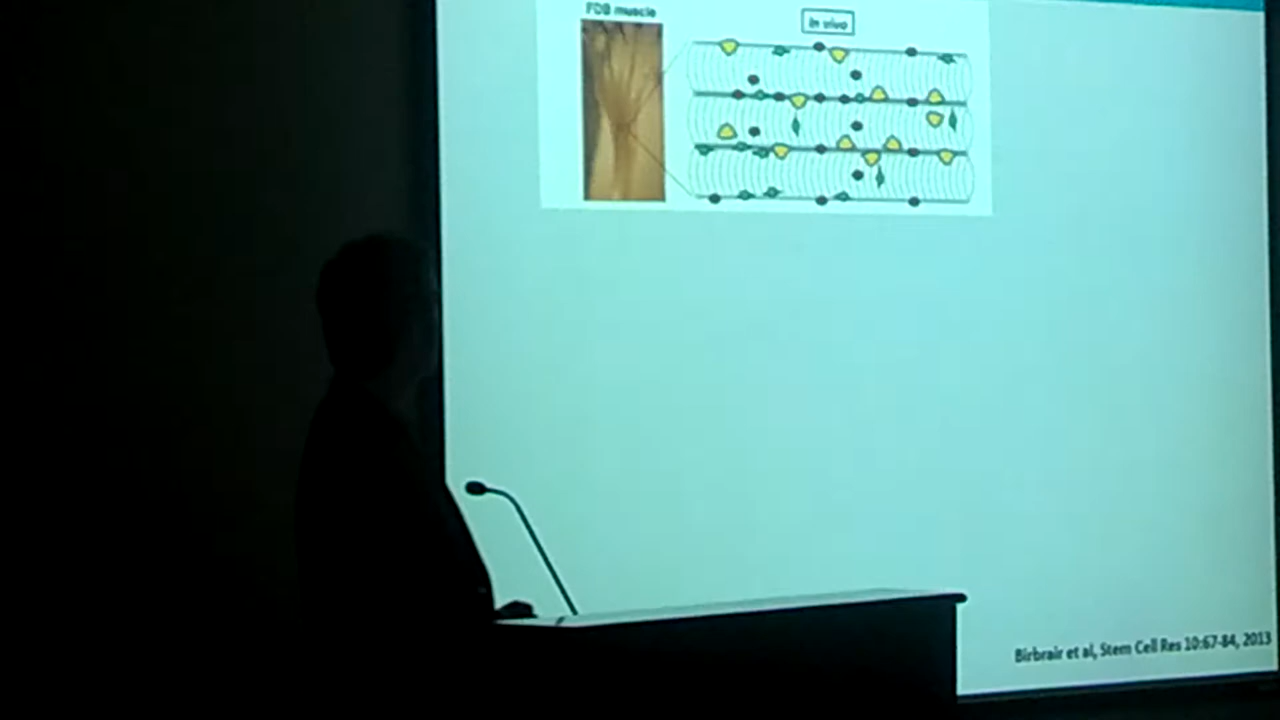 FDB muscle
in vivo
Birbrair et al, Stem Cell Res 10:67-84, 2013